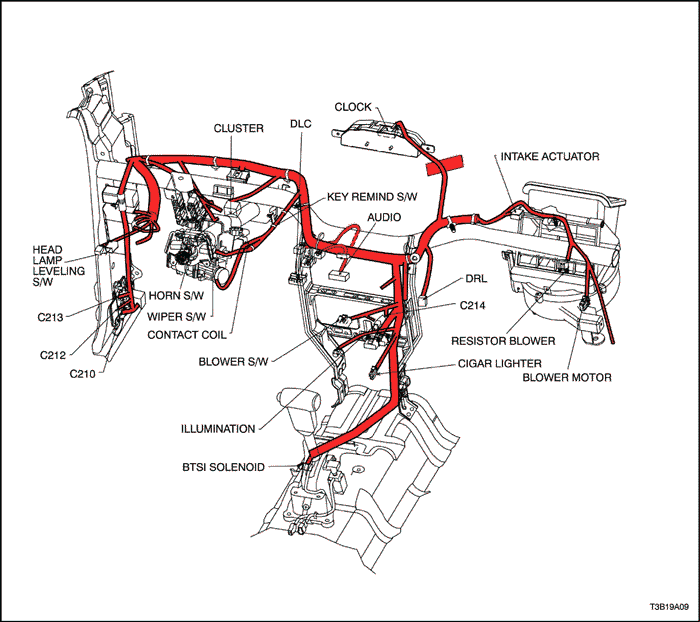 CLOCK
CLUSTER
DLC
INTAKE ACTUATOR
KEY REMIND S/W
AUDIO
HEAD
LAMP
LEVELING
S/W
DRL
HORN S/W
C214
C213
WIPER S/W
CONTACT COIL
RESISTOR BLOWER
C212
BLOWER S/W
CIGAR LIGHTER
C210
BLOWER MOTOR
ILLUMINATION
BTSI SOLENOID
T3B19A09